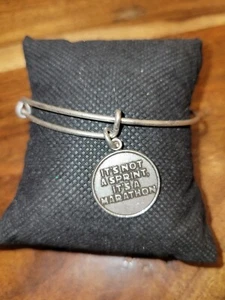 IT'S NOT
A SPRINT,
IT'S A
MARATHON